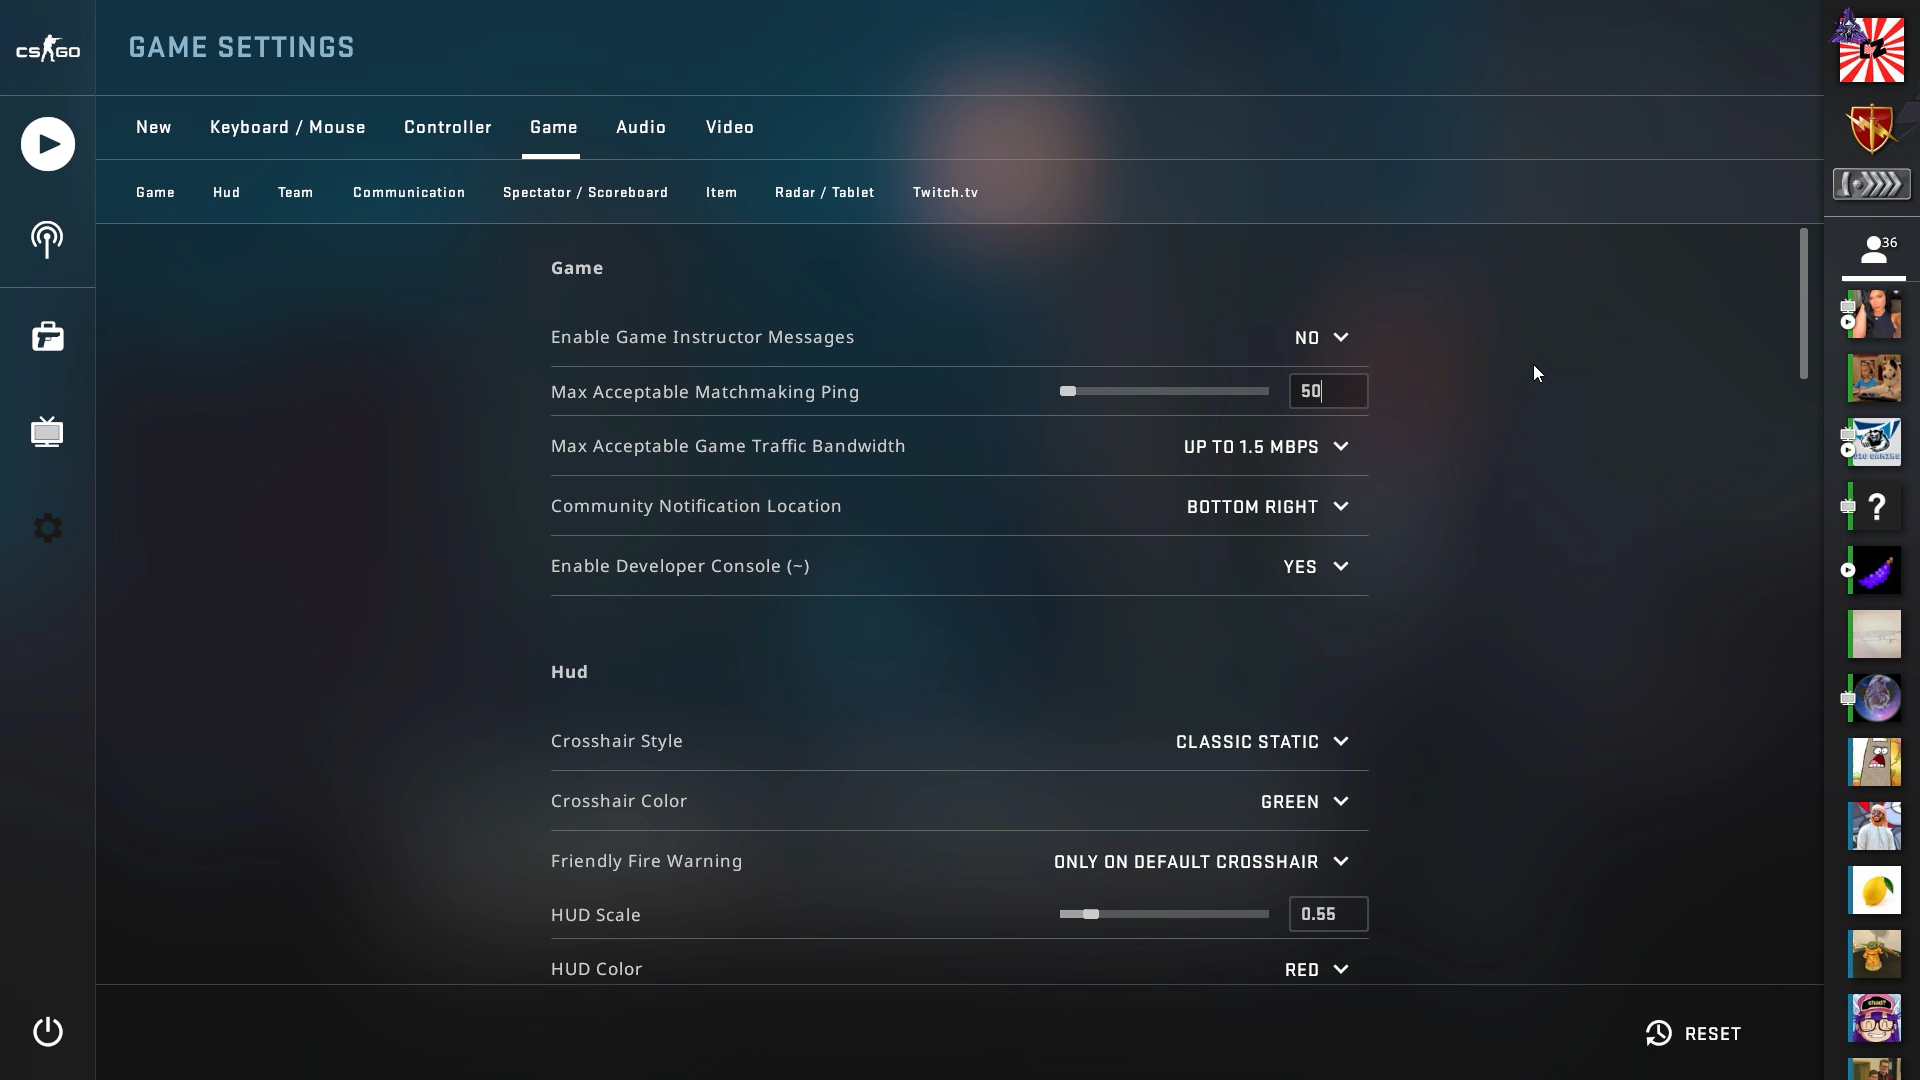 CS GO
GAME SETTINGS
New Keyboard / Mouse Controller Game Audio Video
Game Hud Team Communication Spectator / Scoreboard Item Radar / Tablet Twitch.tv
36
Game
Enable Game Instructor Messages NO
Max Acceptable Matchmaking Ping 50
Max Acceptable Game Traffic Bandwidth UP TO 1.5 MBPS
Community Notification Location BOTTOM RIGHT
Enable Developer Console (~) YES
Hud
Crosshair Style CLASSIC STATIC
Crosshair Color GREEN
Friendly Fire Warning ONLY ON DEFAULT CROSSHAIR
HUD Scale 0.55
HUD Color RED
RESET
?
chad?